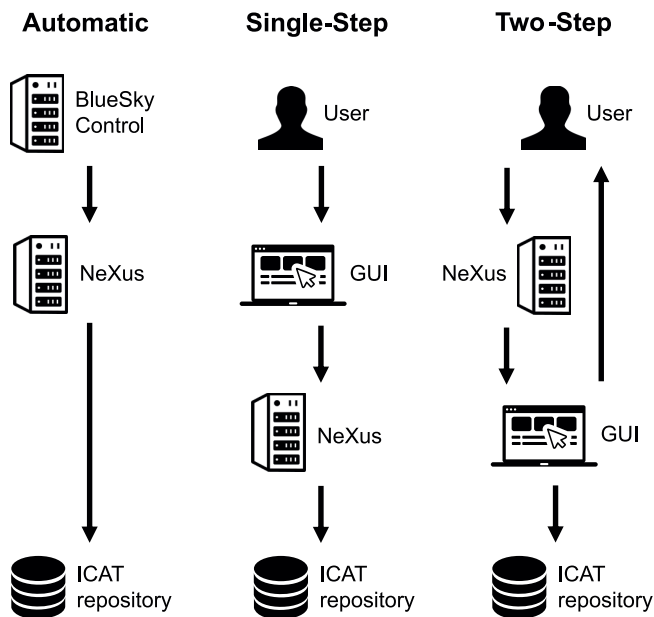 Automatic
Single-Step
Two-Step
BlueSky
Control
User
User
NeXus
GUI
NeXus
NeXus
GUI
ICAT
repository
ICAT
repository
ICAT
repository